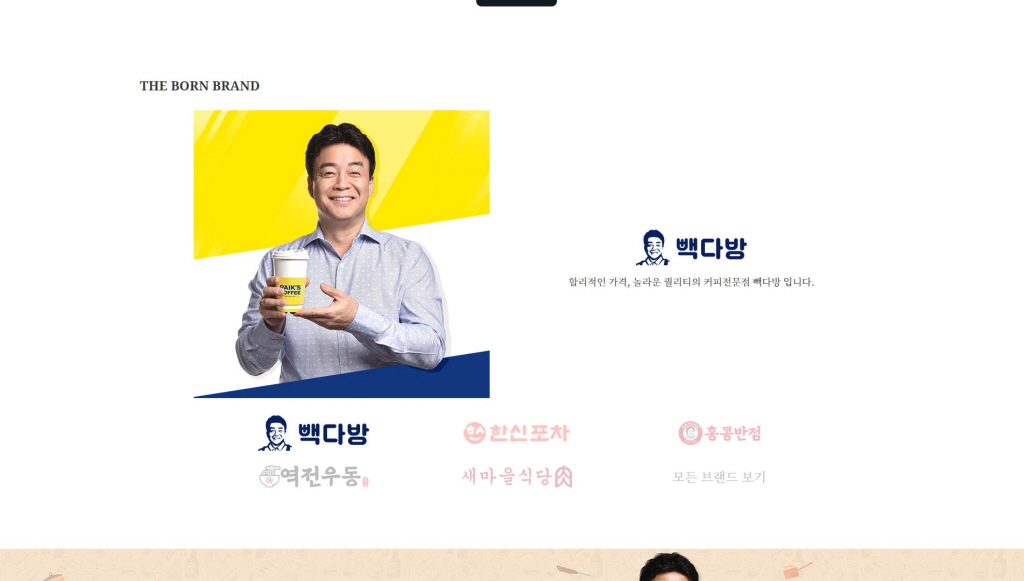 THE BORN BRAND
PAIK'S
COFFEE
빽다방
합리적인 가격, 놀라운 퀄리티의 커피전문점 빽다방 입니다.
빽다방
한신포차
홍콩반점
역전우동
새마을식당
모든 브랜드 보기